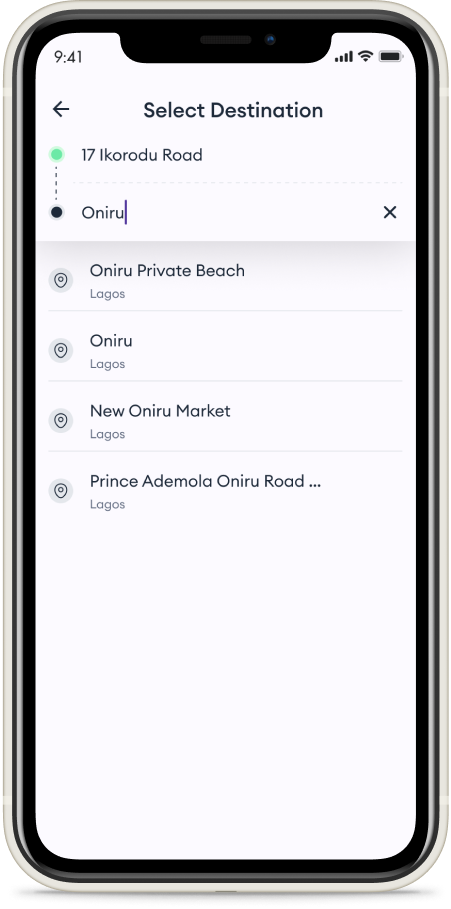 9:41
Select Destination
17 Ikorodu Road
Oniru
Oniru Private Beach
Lagos
Oniru
Lagos
New Oniru Market
Lagos
Prince Ademola Oniru Road ...
Lagos